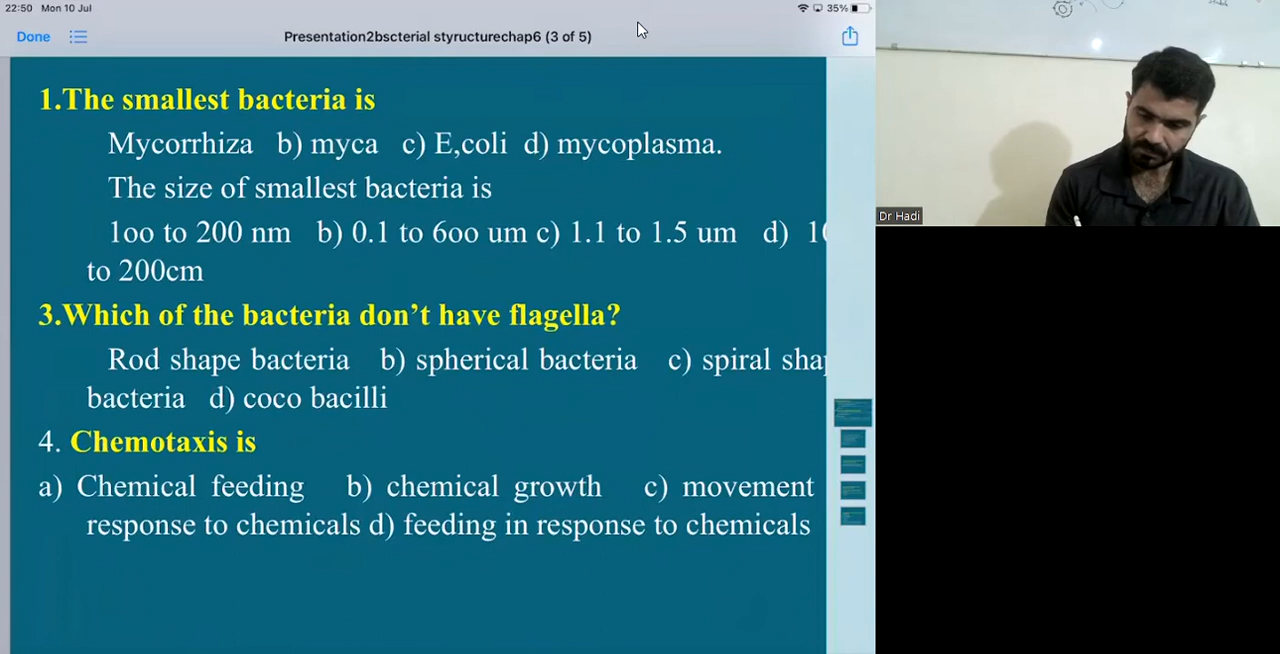 22:50 Mon 10 Jul
35%
Done
Presentation2bscterial styructurechap6 (3 of 5)
1.The smallest bacteria is
Mycorrhiza b) myca c) E,coli d) mycoplasma.
The size of smallest bacteria is
1oo to 200 nm b) 0.1 to 6oo um c) 1.1 to 1.5 um d)
to 200cm
3.Which of the bacteria don’t have flagella?
Rod shape bacteria b) spherical bacteria c) spiral
bacteria d) coco bacilli
4. Chemotaxis is
a) Chemical feeding b) chemical growth c) movement
response to chemicals d) feeding in response to chemicals
Dr Hadi